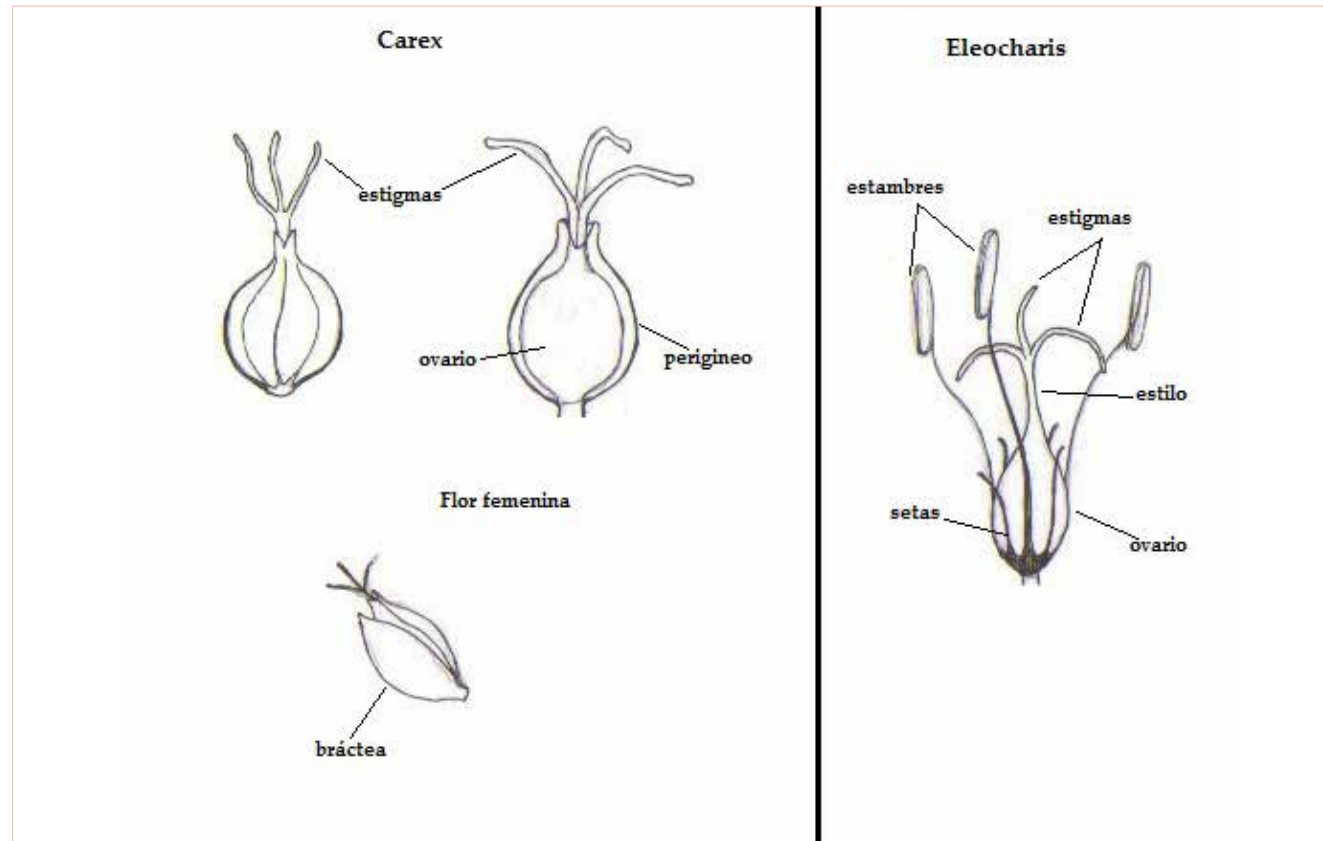 Carex
estigmas
ovario
perigineo
Flor femenina
bráctea
Eleocharis
estambres
estigmas
estilo
setas
ovario